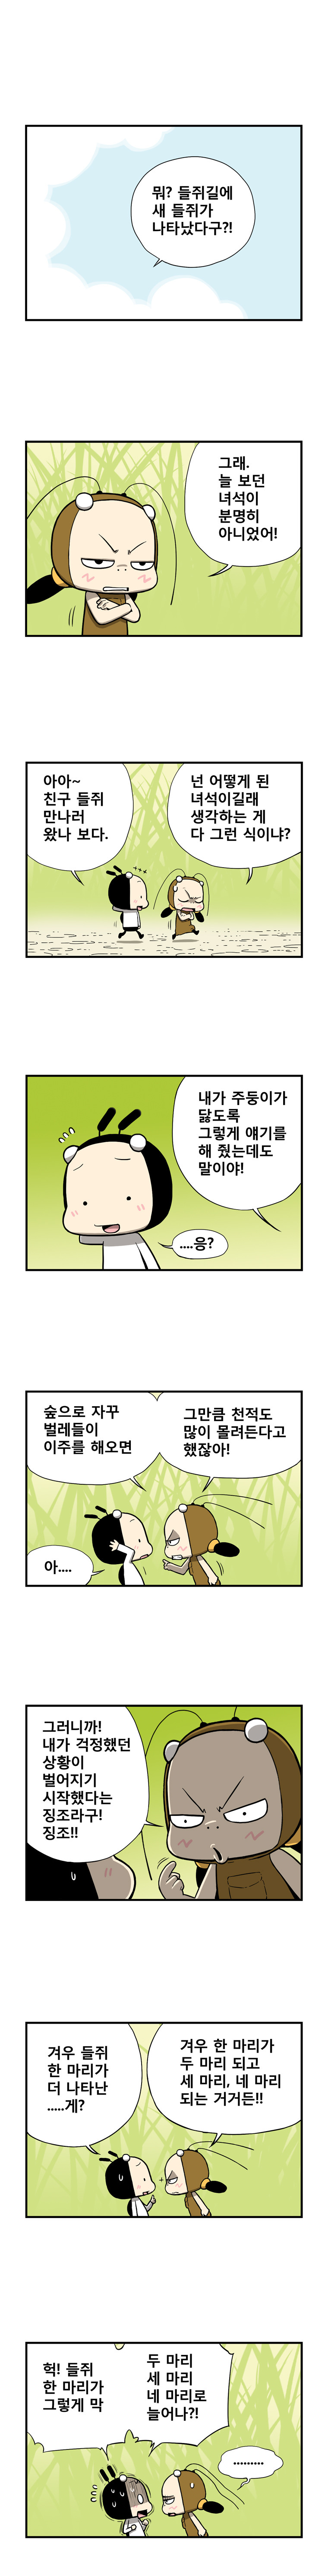 뭐? 들쥐길에
새 들쥐가
나타났다구?!
그래.
늘 보던
녀석이
분명히
아니었어!
아아~
친구 들쥐
만나러
왔나 보다.
넌 어떻게 된
녀석이길래
생각하는 게
다 그런 식이냐?
내가 주둥이가
닳도록
그렇게 얘기를
해 줬는데도
말이야!
....응?
숲으로 자꾸
벌레들이
이주를 해오면
그만큼 천적도
많이 몰려든다고
했잖아!
아....
그러니까!
내가 걱정했던
상황이
벌어지기
시작했다는
징조라구!
징조!!
겨우 들쥐
한 마리가
더 나타난
.....게?
겨우 한 마리가
두 마리 되고
세 마리, 네 마리
되는 거거든!!
헉! 들쥐
한 마리가
그렇게 막
두 마리
세 마리
네 마리로
늘어나?!
.........